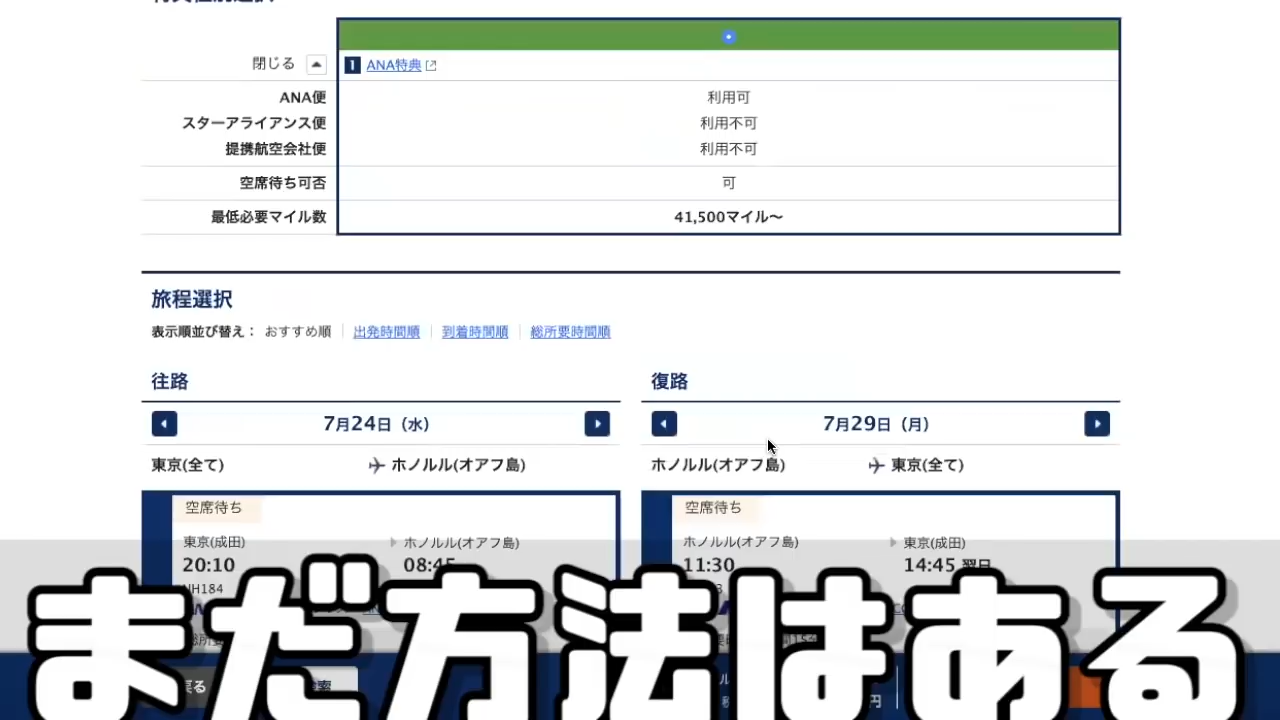 閉じる
1 ANA特典
ANA便 利用可
スターアライアンス便 利用不可
提携航空会社便 利用不可
空席待ち可否 可
最低必要マイル数 41,500マイル〜
旅程選択
表示順並び替え： おすすめ順 出発時間順 到着時間順 総所要時間順
往路
7月24日（水）
東京(全て) ホノルル(オアフ島)
空席待ち
東京(成田) ホノルル(オアフ島)
20:10 08:45
NH184
復路
7月29日（月）
ホノルル(オアフ島) 東京(全て)
空席待ち
ホノルル(オアフ島) 東京(成田)
11:30 14:45 翌日
まだ方法はある